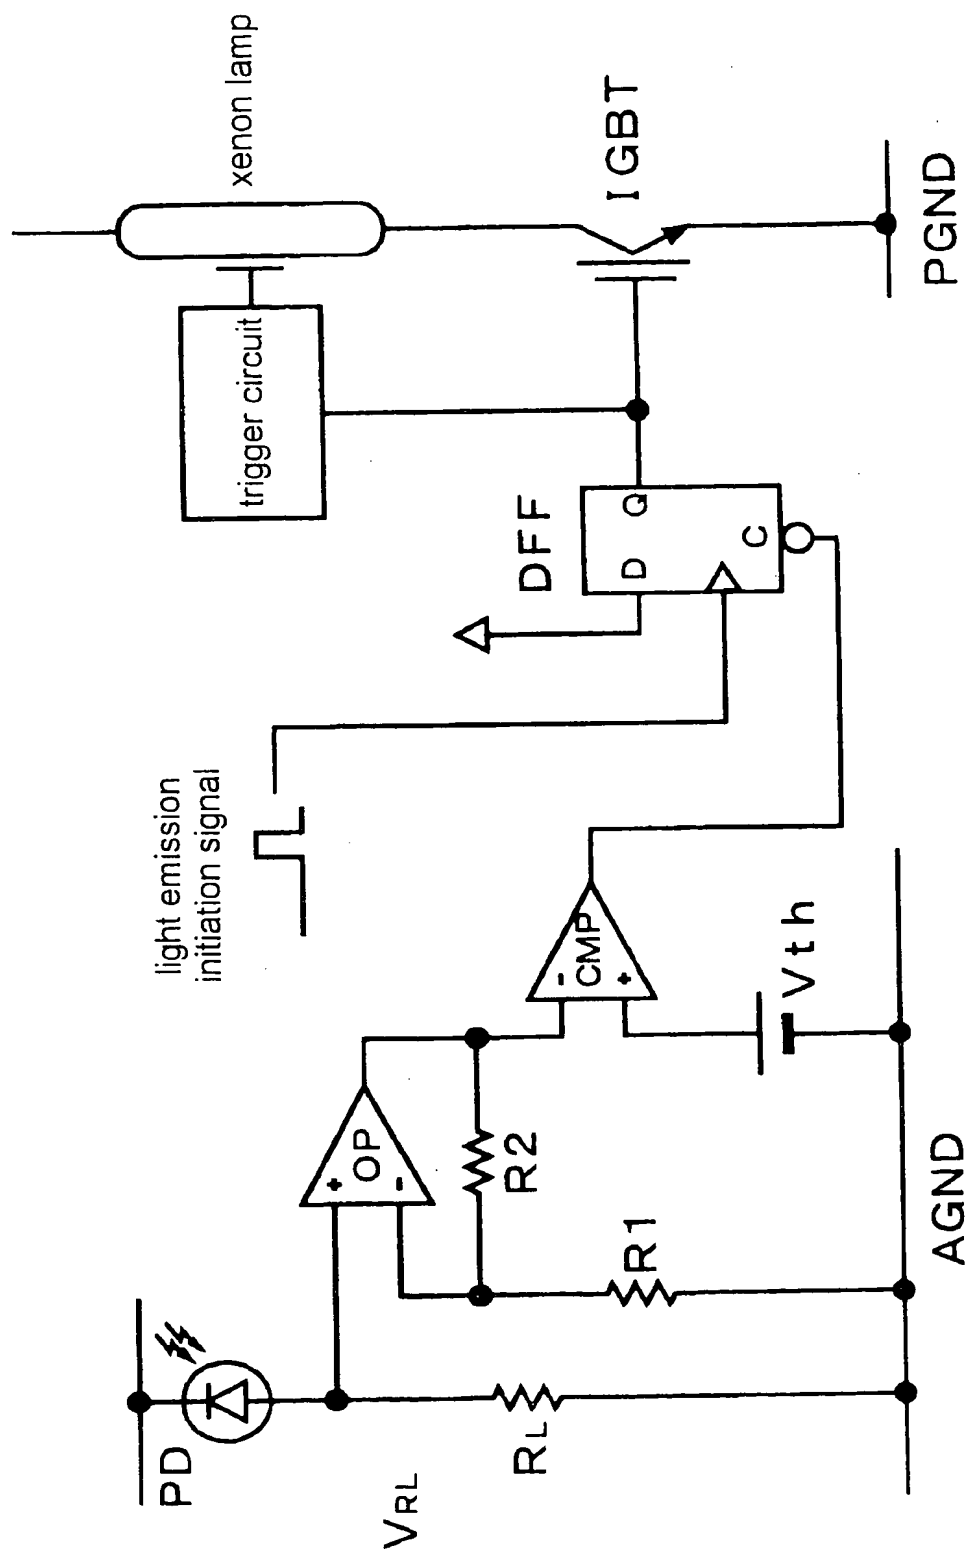 xenon lamp
trigger circuit
IGBT
PGND
DFF
D
Q
C
light emission
initiation signal
CMP
-
+
Vth
OP
+
-
R2
R1
AGND
PD
VRL
RL